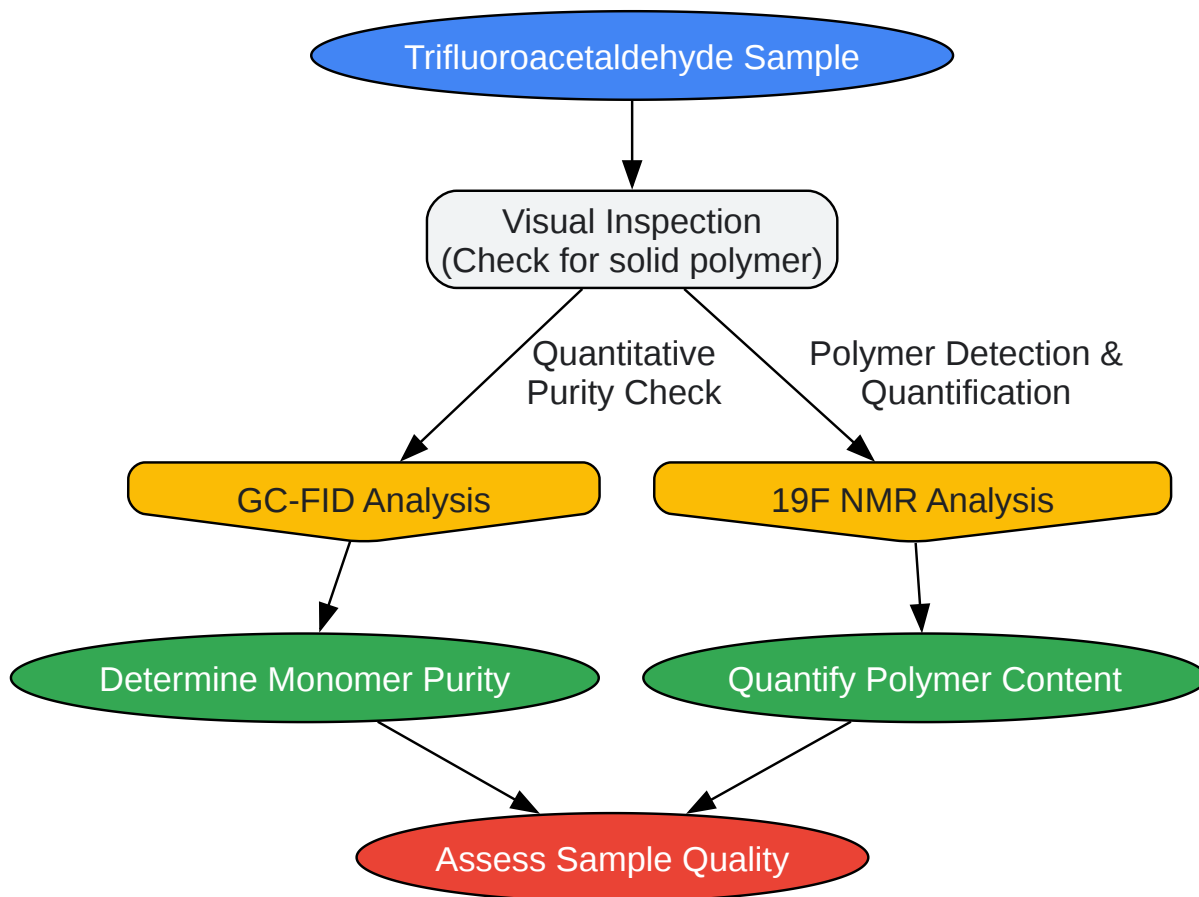 Trifluoroacetaldehyde Sample
Visual Inspection
(Check for solid polymer)
Quantitative
Purity Check
Polymer Detection &
Quantification
GC-FID Analysis
19F NMR Analysis
Determine Monomer Purity
Quantify Polymer Content
Assess Sample Quality